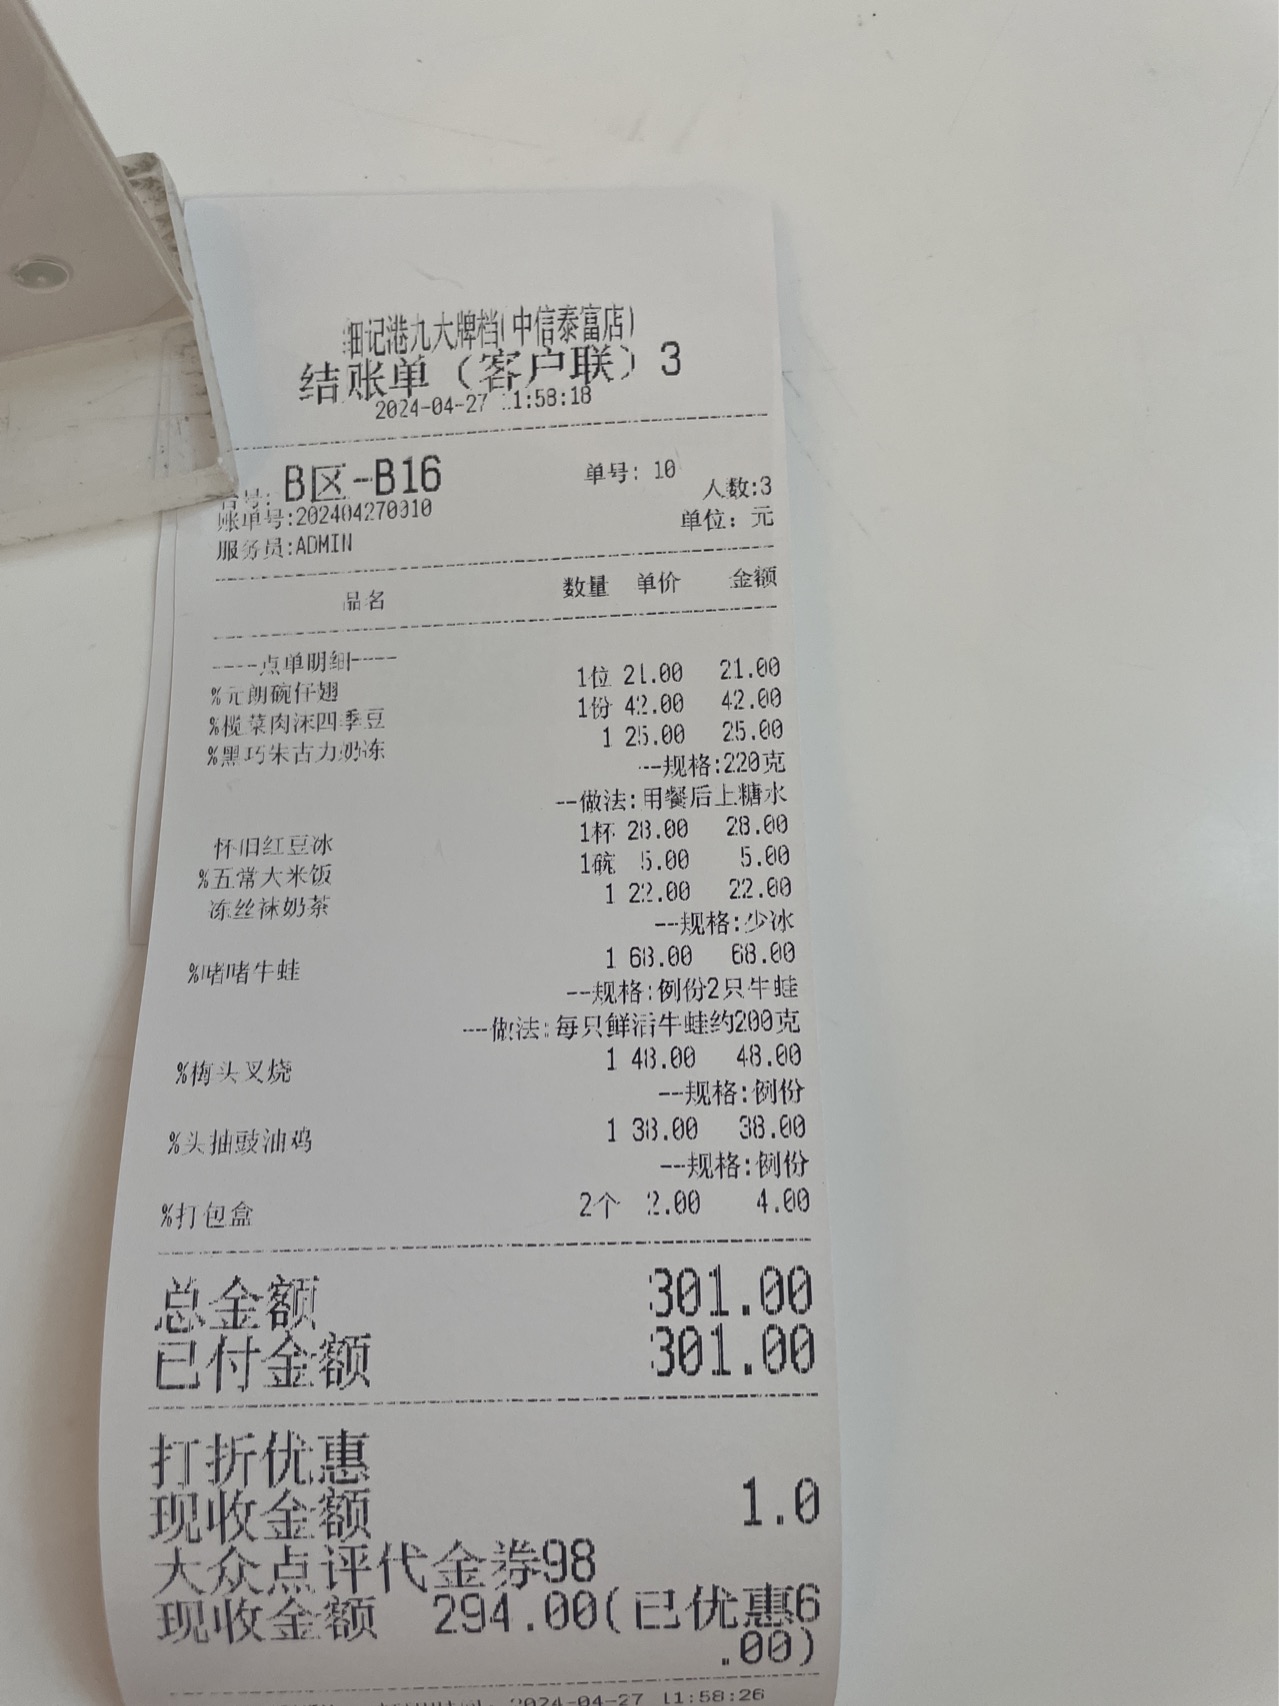 细记港九大牌档(中信泰富店)
结账单（客户联）3
2024-04-27 11:58:18
台号: B区-B16 单号: 10
人数:3
账单号:202404270010
单位: 元
服务员:ADMIN
品名 数量 单价 金额
----点单明细----
%元朗碗仔翅 1位 21.00 21.00
%榄菜肉沫四季豆 1份 42.00 42.00
%黑巧朱古力奶冻 1 25.00 25.00
---规格:220克
--做法:用餐后上糖水
怀旧红豆冰 1杯 28.00 28.00
%五常大米饭 1碗 5.00 5.00
冻丝袜奶茶 1 22.00 22.00
---规格:少冰
%啫啫牛蛙 1 68.00 68.00
---规格:例份2只牛蛙
---做法:每只鲜活牛蛙约200克
%梅头叉烧 1 48.00 48.00
---规格:例份
%头抽豉油鸡 1 38.00 38.00
---规格:例份
%打包盒 2个 2.00 4.00
总金额 301.00
已付金额 301.00
打折优惠
现收金额 1.0
大众点评代金券98
现收金额 294.00(已优惠6
.00)
2024-04-27 11:58:26